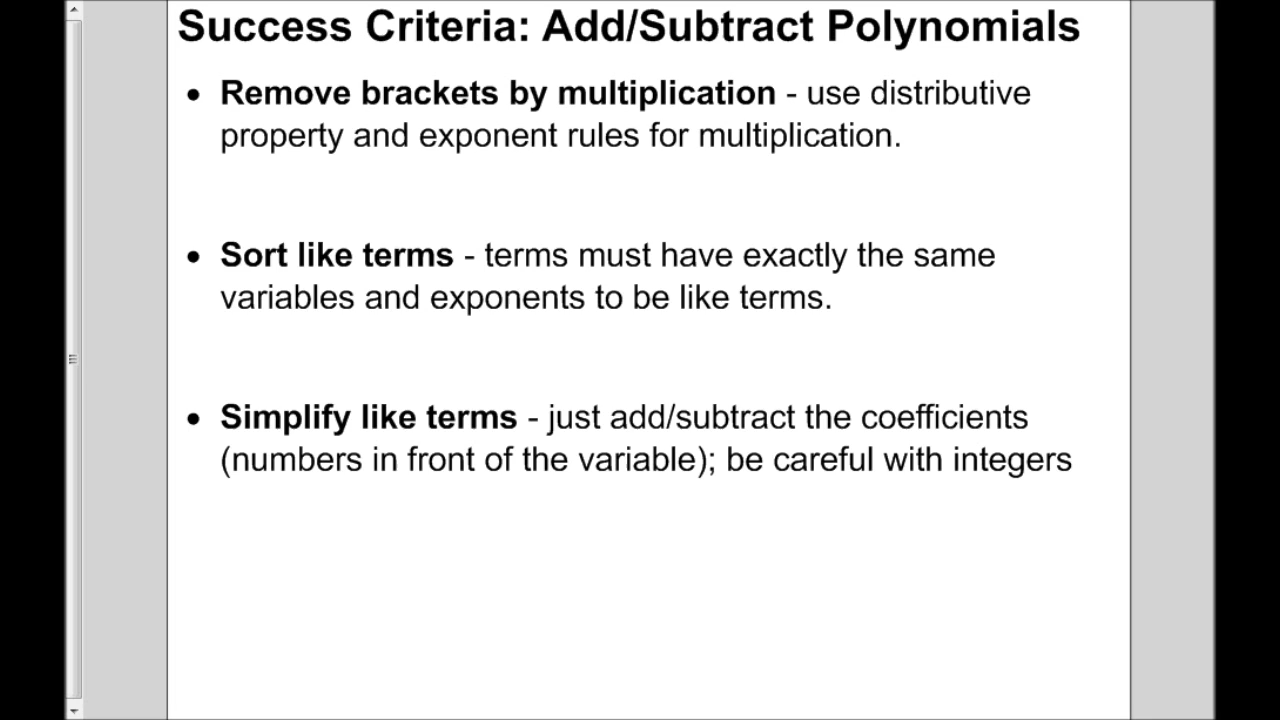 Success Criteria: Add/Subtract Polynomials
• Remove brackets by multiplication - use distributive
property and exponent rules for multiplication.
• Sort like terms - terms must have exactly the same
variables and exponents to be like terms.
• Simplify like terms - just add/subtract the coefficients
(numbers in front of the variable); be careful with integers